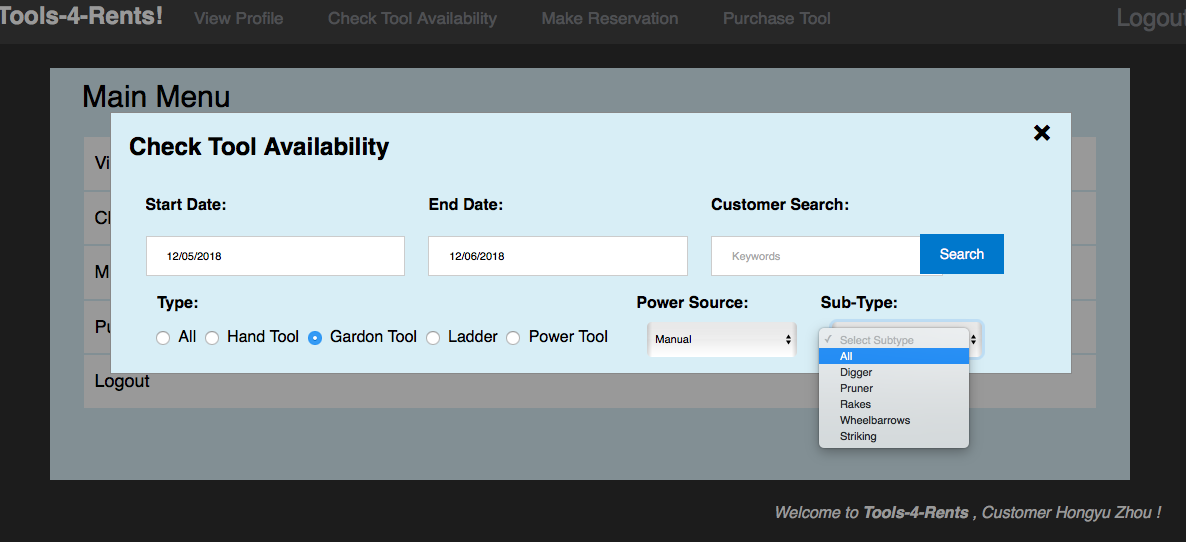 Tools-4-Rents! View Profile Check Tool Availability Make Reservation Purchase Tool Logout
Main Menu
Check Tool Availability
Vi
Start Date: End Date: Customer Search:
Cl
12/05/2018 12/06/2018 Keywords Search
M
Type: Power Source: Sub-Type:
Pu
All Hand Tool Gardon Tool Ladder Power Tool Manual Select Subtype
All
Digger
Logout
Pruner
Rakes
Wheelbarrows
Striking
Welcome to Tools-4-Rents , Customer Hongyu Zhou !